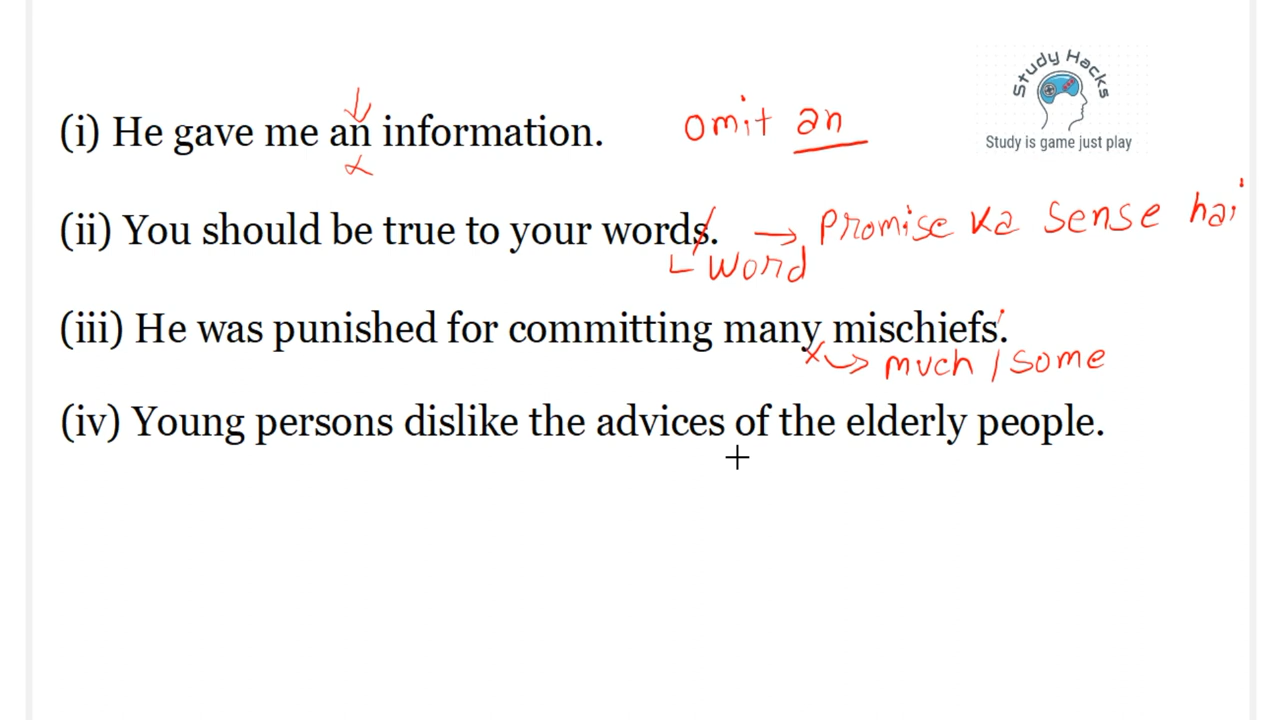 Study Hacks
Study is game just play
(i) He gave me an information. omit an
(ii) You should be true to your words. → Promise ka sense hai
word
(iii) He was punished for committing many mischiefs.
much / some
(iv) Young persons dislike the advices of the elderly people.